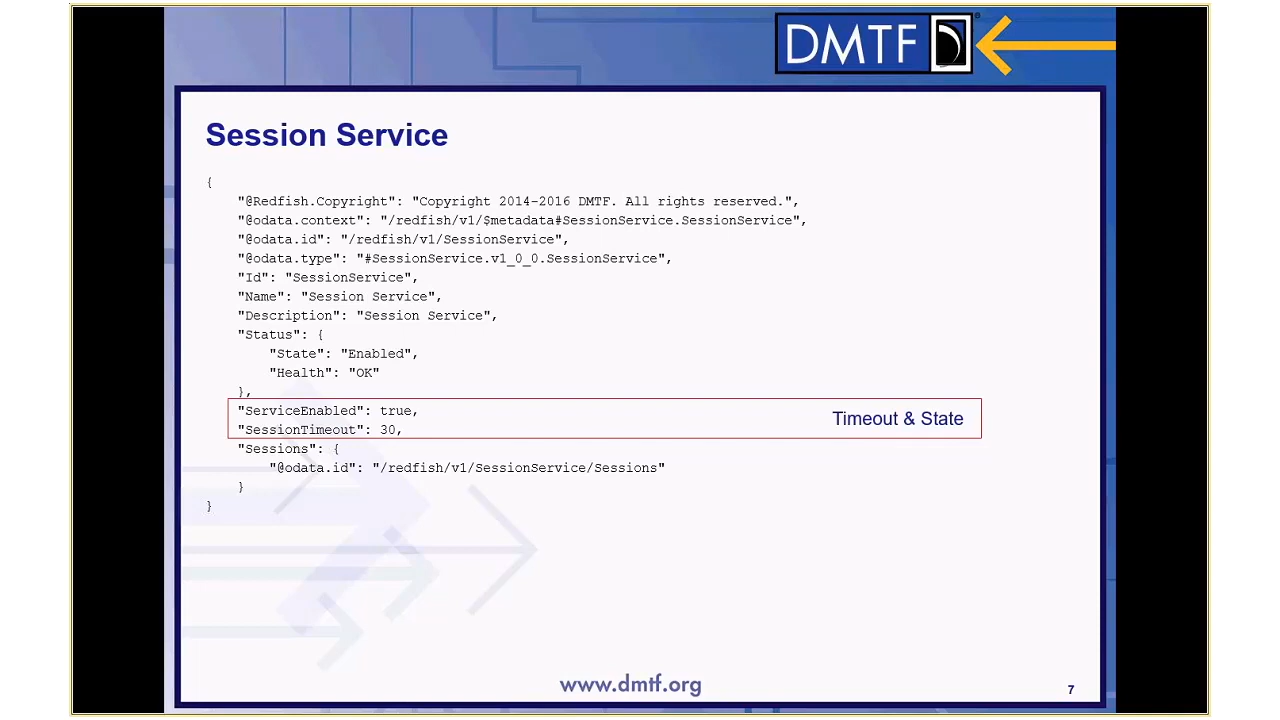 DMTF
Session Service
{
"@Redfish.Copyright": "Copyright 2014-2016 DMTF. All rights reserved.",
"@odata.context": "/redfish/v1/$metadata#SessionService.SessionService",
"@odata.id": "/redfish/v1/SessionService",
"@odata.type": "#SessionService.v1_0_0.SessionService",
"Id": "SessionService",
"Name": "Session Service",
"Description": "Session Service",
"Status": {
"State": "Enabled",
"Health": "OK"
},
"ServiceEnabled": true,
"SessionTimeout": 30,
Timeout & State
"Sessions": {
"@odata.id": "/redfish/v1/SessionService/Sessions"
}
}
www.dmtf.org
7